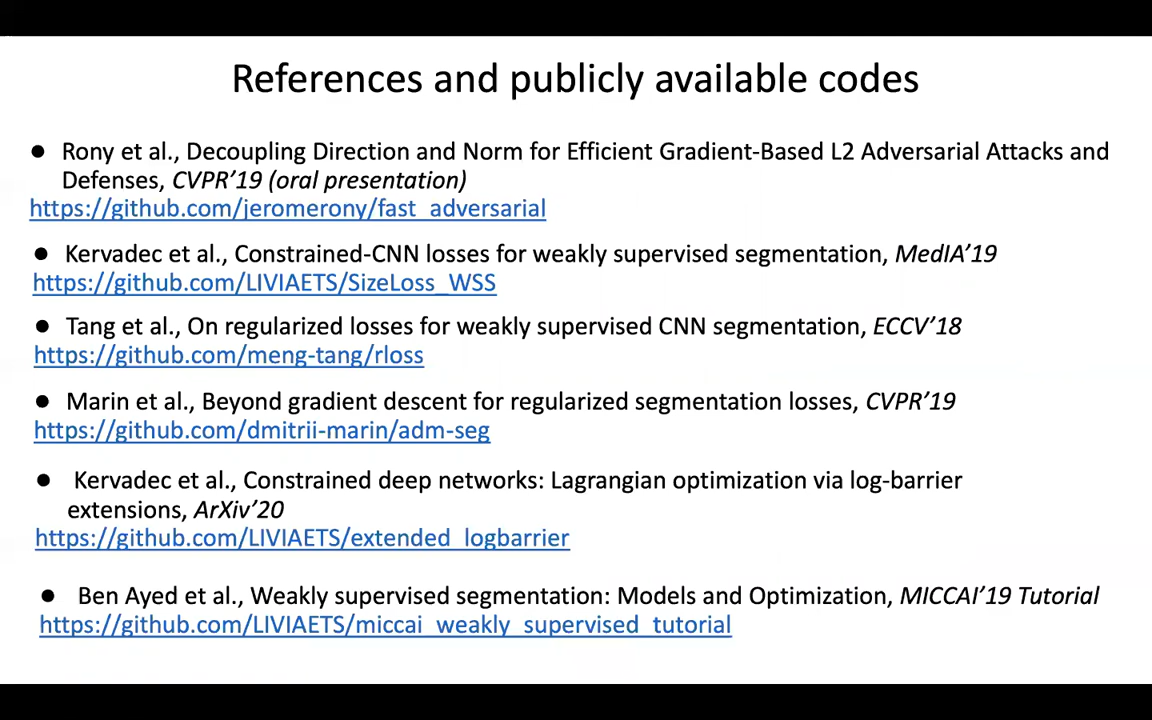 References and publicly available codes
● Rony et al., Decoupling Direction and Norm for Efficient Gradient-Based L2 Adversarial Attacks and
Defenses, CVPR’19 (oral presentation)
https://github.com/jeromerony/fast_adversarial
● Kervadec et al., Constrained-CNN losses for weakly supervised segmentation, MedIA’19
https://github.com/LIVIAETS/SizeLoss_WSS
● Tang et al., On regularized losses for weakly supervised CNN segmentation, ECCV’18
https://github.com/meng-tang/rloss
● Marin et al., Beyond gradient descent for regularized segmentation losses, CVPR’19
https://github.com/dmitrii-marin/adm-seg
● Kervadec et al., Constrained deep networks: Lagrangian optimization via log-barrier
extensions, ArXiv’20
https://github.com/LIVIAETS/extended_logbarrier
● Ben Ayed et al., Weakly supervised segmentation: Models and Optimization, MICCAI’19 Tutorial
https://github.com/LIVIAETS/miccai_weakly_supervised_tutorial